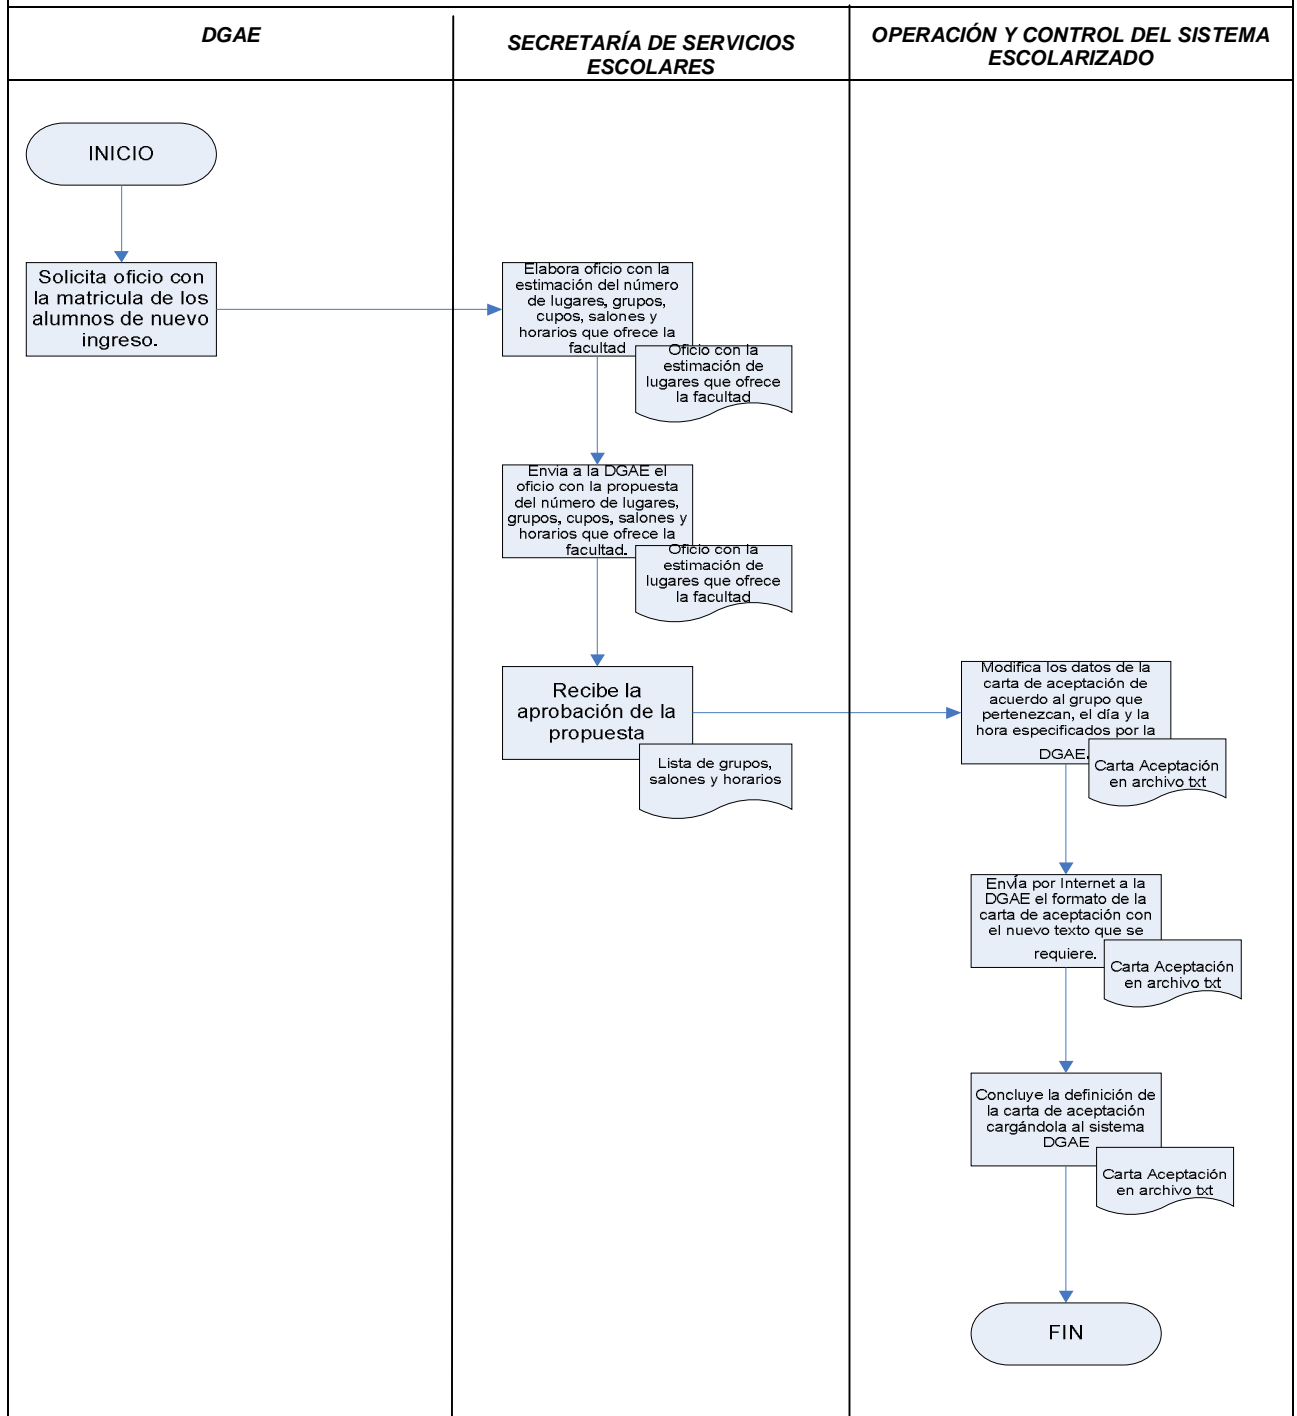 DGAE
SECRETARÍA DE SERVICIOS
ESCOLARES
OPERACIÓN Y CONTROL DEL SISTEMA
ESCOLARIZADO
INICIO
Solicita oficio con
la matricula de los
alumnos de nuevo
ingreso.
Elabora oficio con la
estimación del número
de lugares, grupos,
cupos, salones y
horarios que ofrece la
facultad
Oficio con la
estimación de
lugares que ofrece
la facultad
Envia a la DGAE el
oficio con la propuesta
del número de lugares,
grupos, cupos, salones y
horarios que ofrece la
facultad.
Oficio con la
estimación de
lugares que ofrece
la facultad
Recibe la
aprobación de la
propuesta
Lista de grupos,
salones y horarios
Modifica los datos de la
carta de aceptación de
acuerdo al grupo que
pertenezcan, el día y la
hora especificados por la
DGAE.
Carta Aceptación
en archivo txt
Envía por Internet a la
DGAE el formato de la
carta de aceptación con
el nuevo texto que se
requiere.
Carta Aceptación
en archivo txt
Concluye la definición de
la carta de aceptación
cargándola al sistema
DGAE
Carta Aceptación
en archivo txt
FIN